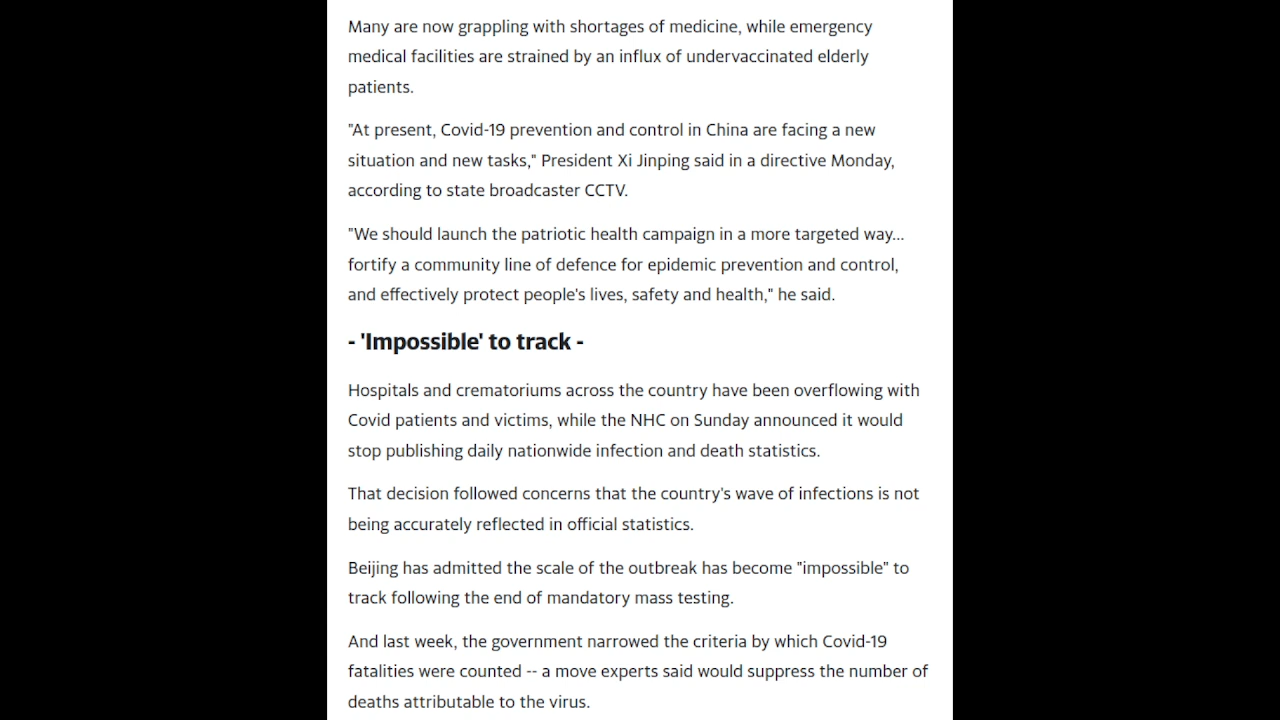 Many are now grappling with shortages of medicine, while emergency
medical facilities are strained by an influx of undervaccinated elderly
patients.
"At present, Covid-19 prevention and control in China are facing a new
situation and new tasks," President Xi Jinping said in a directive Monday,
according to state broadcaster CCTV.
"We should launch the patriotic health campaign in a more targeted way...
fortify a community line of defence for epidemic prevention and control,
and effectively protect people's lives, safety and health," he said.
- 'Impossible' to track -
Hospitals and crematoriums across the country have been overflowing with
Covid patients and victims, while the NHC on Sunday announced it would
stop publishing daily nationwide infection and death statistics.
That decision followed concerns that the country's wave of infections is not
being accurately reflected in official statistics.
Beijing has admitted the scale of the outbreak has become "impossible" to
track following the end of mandatory mass testing.
And last week, the government narrowed the criteria by which Covid-19
fatalities were counted -- a move experts said would suppress the number of
deaths attributable to the virus.